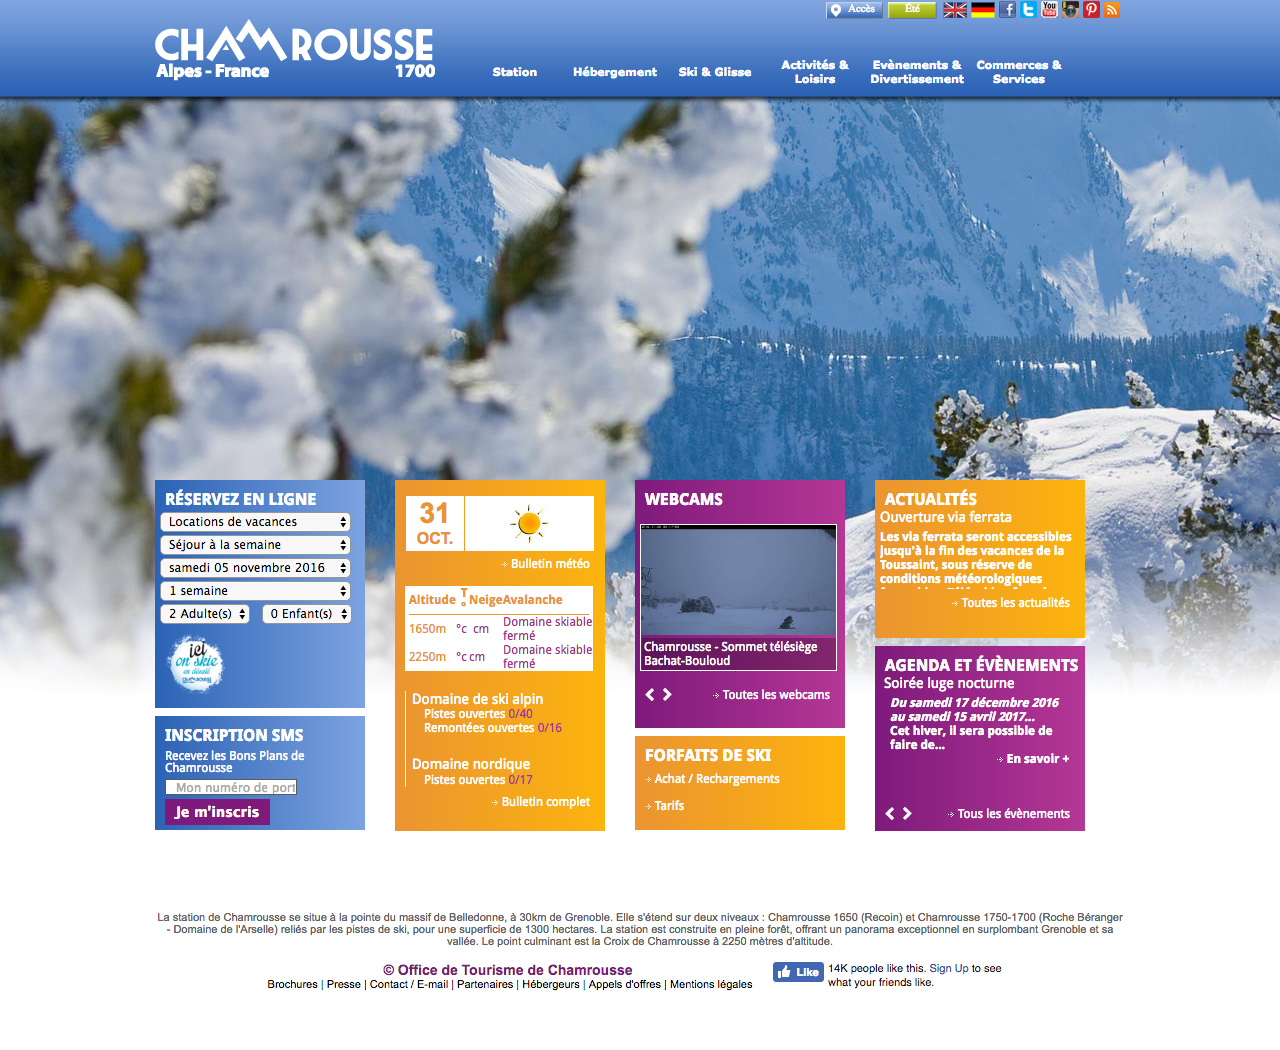 Accès
Été
You
Tube
CHAMROUSSE
Alpes - France 1700
Station
Hébergement
Ski & Glisse
Activités &
Loisirs
Evènements &
Divertissement
Commerces &
Services
RÉSERVEZ EN LIGNE
Locations de vacances
Séjour à la semaine
samedi 05 novembre 2016
1 semaine
2 Adulte(s)
0 Enfant(s)
ici
on skie
CHAMROUSSE
INSCRIPTION SMS
Recevez les Bons Plans de
Chamrousse
Mon numéro de port
Je m'inscris
31
OCT.
Bulletin météo
Altitude T° Neige Avalanche
1650m °c cm Domaine skiable
fermé
2250m °c cm Domaine skiable
fermé
Domaine de ski alpin
Pistes ouvertes 0/40
Remontées ouvertes 0/16
Domaine nordique
Pistes ouvertes 0/17
Bulletin complet
WEBCAMS
Chamrousse - Sommet télésiège
Bachat-Bouloud
Toutes les webcams
FORFAITS DE SKI
Achat / Rechargements
Tarifs
ACTUALITÉS
Ouverture via ferrata
Les via ferrata seront accessibles
jusqu'à la fin des vacances de la
Toussaint, sous réserve de
conditions météorologiques
Toutes les actualités
AGENDA ET ÉVÈNEMENTS
Soirée luge nocturne
Du samedi 17 décembre 2016
au samedi 15 avril 2017...
Cet hiver, il sera possible de
faire de...
En savoir +
Tous les évènements
La station de Chamrousse se situe à la pointe du massif de Belledonne, à 30km de Grenoble. Elle s'étend sur deux niveaux : Chamrousse 1650 (Recoin) et Chamrousse 1750-1700 (Roche Béranger
- Domaine de l'Arselle) reliés par les pistes de ski, pour une superficie de 1300 hectares. La station est construite en pleine forêt, offrant un panorama exceptionnel en surplombant Grenoble et sa
vallée. Le point culminant est la Croix de Chamrousse à 2250 mètres d'altitude.
© Office de Tourisme de Chamrousse
Brochures | Presse | Contact / E-mail | Partenaires | Hébergeurs | Appels d'offres | Mentions légales
Like
14K people like this. Sign Up to see
what your friends like.